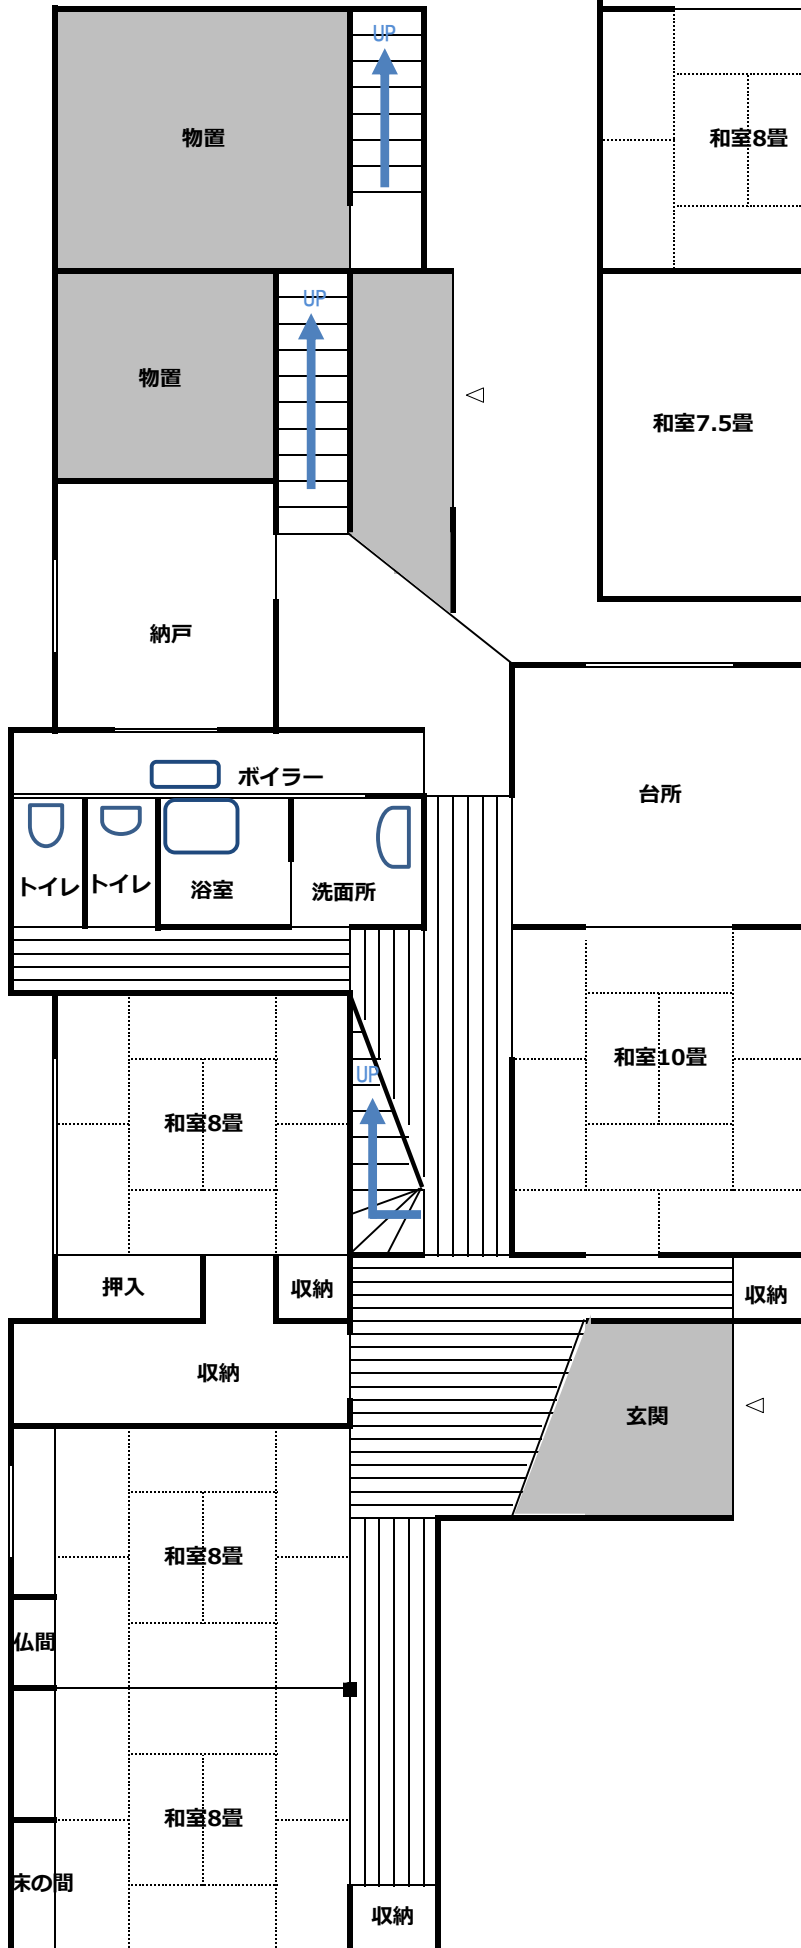 UP
物置
和室8畳
UP
物置
和室7.5畳
納戸
ボイラー
台所
トイレ
トイレ
浴室
洗面所
和室10畳
UP
和室8畳
押入
収納
収納
収納
玄関
和室8畳
仏間
和室8畳
床の間
収納